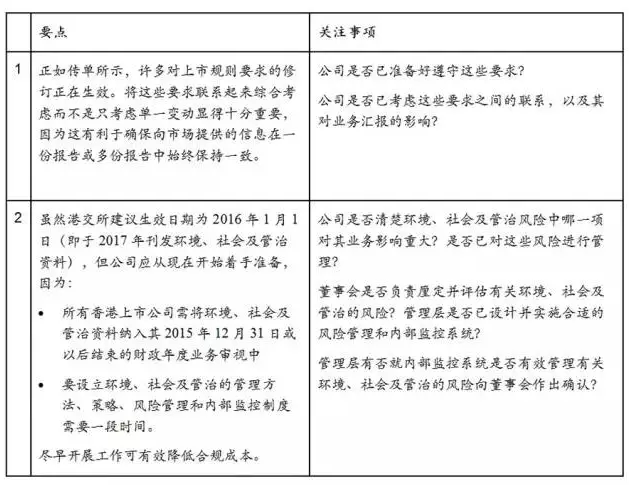 要点
关注事项
1
正如传单所示，许多对上市规则要求的修
订正在生效。将这些要求联系起来综合考
虑而不是只考虑单一变动显得十分重要，
因为这有利于确保向市场提供的信息在一
份报告或多份报告中始终保持一致。
公司是否已准备好遵守这些要求？
公司是否已考虑这些要求之间的联系，以及其
对业务汇报的影响？
2
虽然港交所建议生效日期为 2016 年 1 月 1
日（即于 2017 年刊发环境、社会及管治
资料），但公司应从现在开始着手准备，
因为：
• 所有香港上市公司需将环境、社会及
管治资料纳入其 2015 年 12 月 31 日或
以后结束的财政年度业务审视中
• 要设立环境、社会及管治的管理方
法、策略、风险管理和内部监控制度
需要一段时间。
尽早开展工作可有效降低合规成本。
公司是否清楚环境、社会及管治风险中哪一项
对其业务影响重大？是否已对这些风险进行管
理？
董事会是否负责厘定并评估有关环境、社会及
管治的风险？管理层是否已设计并实施合适的
风险管理和内部监控系统？
管理层有否就内部监控系统是否有效管理有关
环境、社会及管治的风险向董事会作出确认？